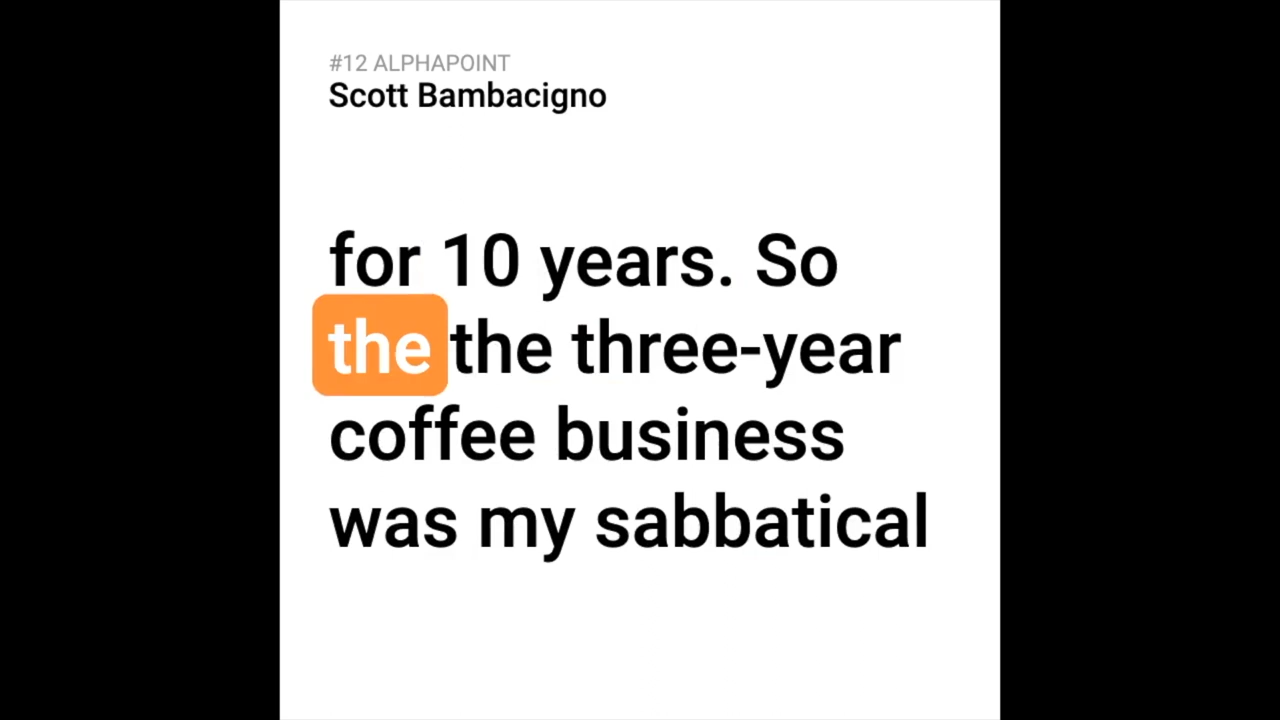 #12 ALPHAPOINT
Scott Bambacigno
for 10 years. So
the the three-year
coffee business
was my sabbatical